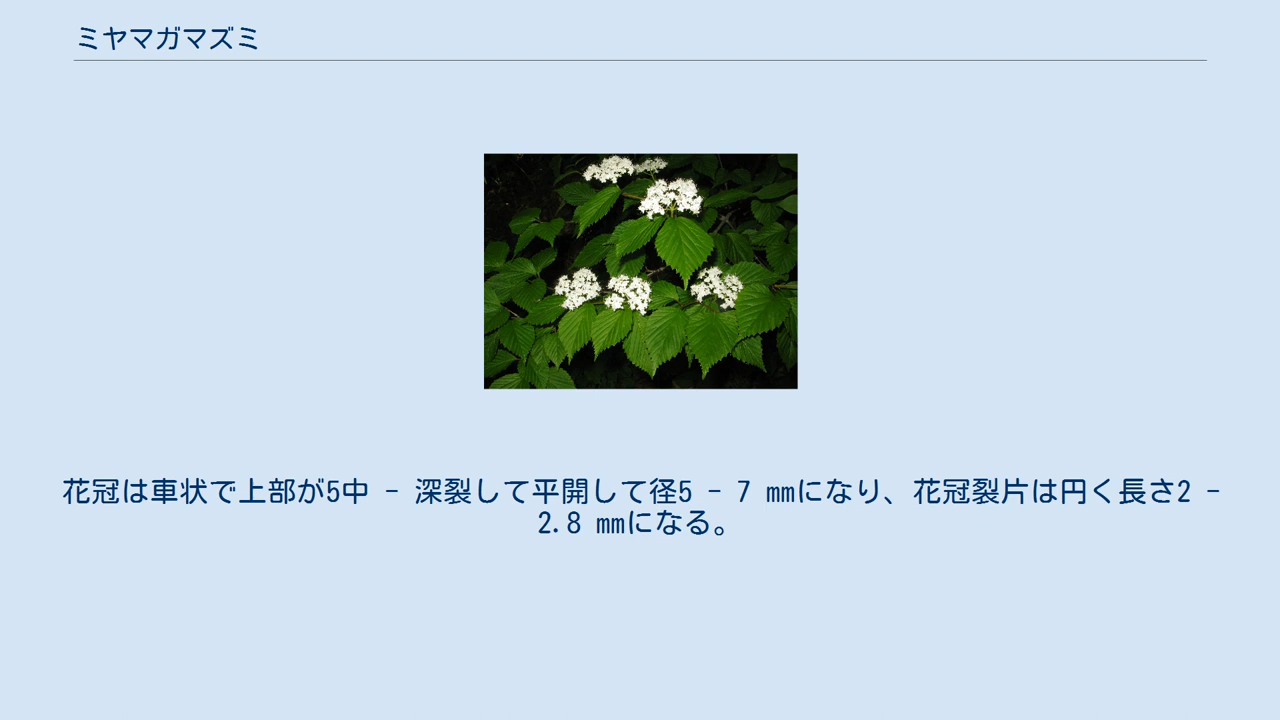 ミヤマガマズミ
花冠は車状で上部が5中 - 深裂して平開して径5 - 7 mmになり、花冠裂片は円く長さ2 -
2.8 mmになる。